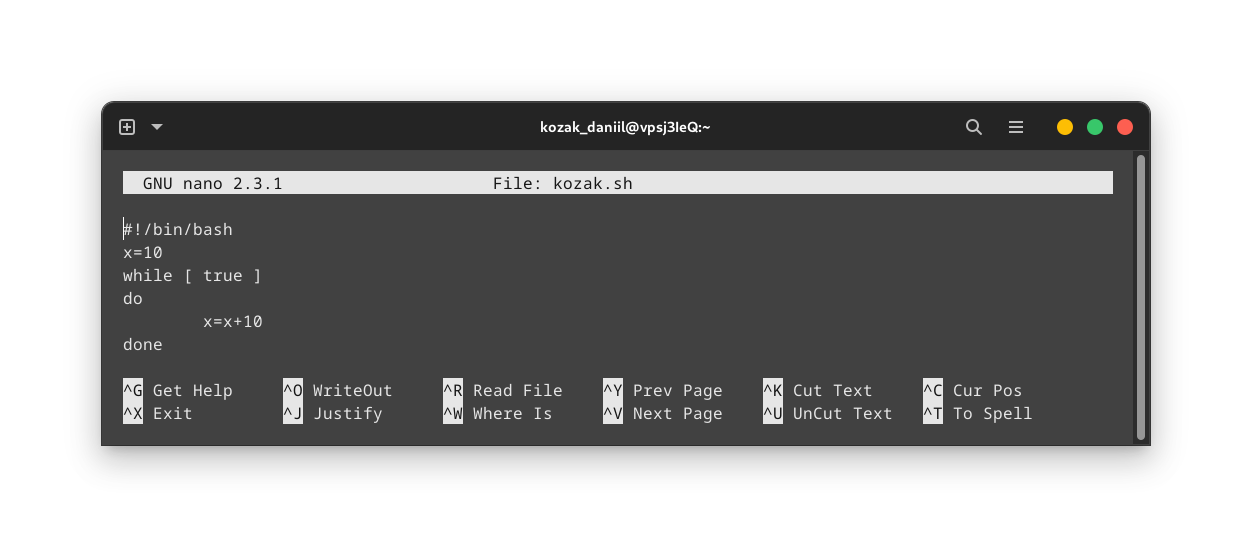 kozak_daniil@vpsj3IeQ:~
GNU nano 2.3.1 File: kozak.sh
#!/bin/bash
x=10
while [ true ]
do
        x=x+10
done
^G Get Help ^O WriteOut ^R Read File ^Y Prev Page ^K Cut Text ^C Cur Pos
^X Exit ^J Justify ^W Where Is ^V Next Page ^U UnCut Text ^T To Spell